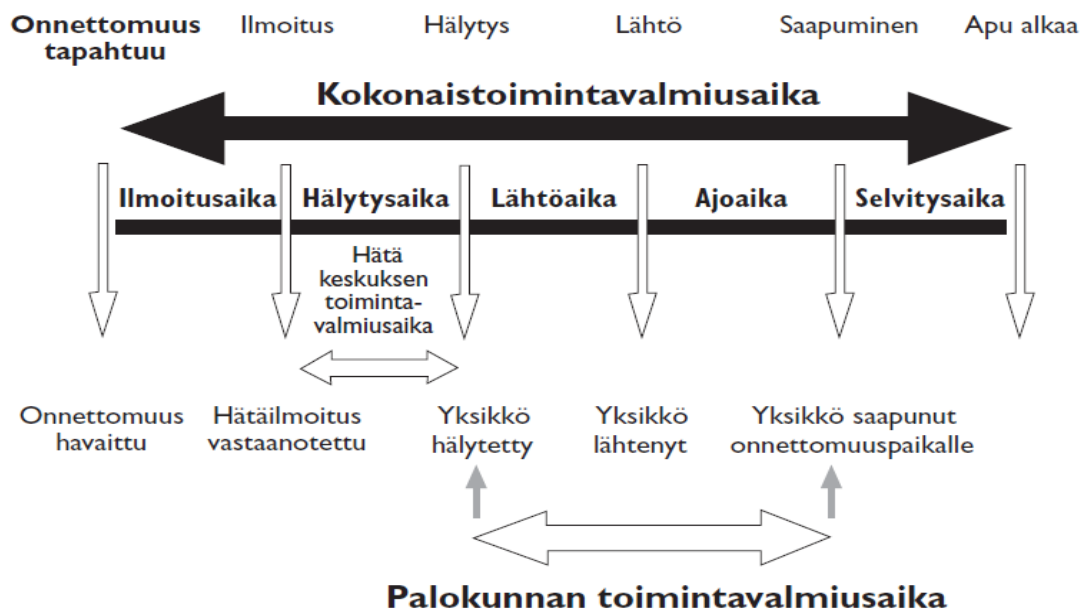 Onnettomuus
tapahtuu
Ilmoitus
Hälytys
Lähtö
Saapuminen
Apu alkaa
Kokonaistoimintavalmiusaika
Ilmoitusaika
Hälytysaika
Lähtöaika
Ajoaika
Selvitysaika
Hätä
keskuksen
toiminta-
valmiusaika
Onnettomuus
havaittu
Hätäilmoitus
vastaanotettu
Yksikkö
hälytetty
Yksikkö
lähtenyt
Yksikkö saapunut
onnettomuuspaikalle
Palokunnan toimintavalmiusaika